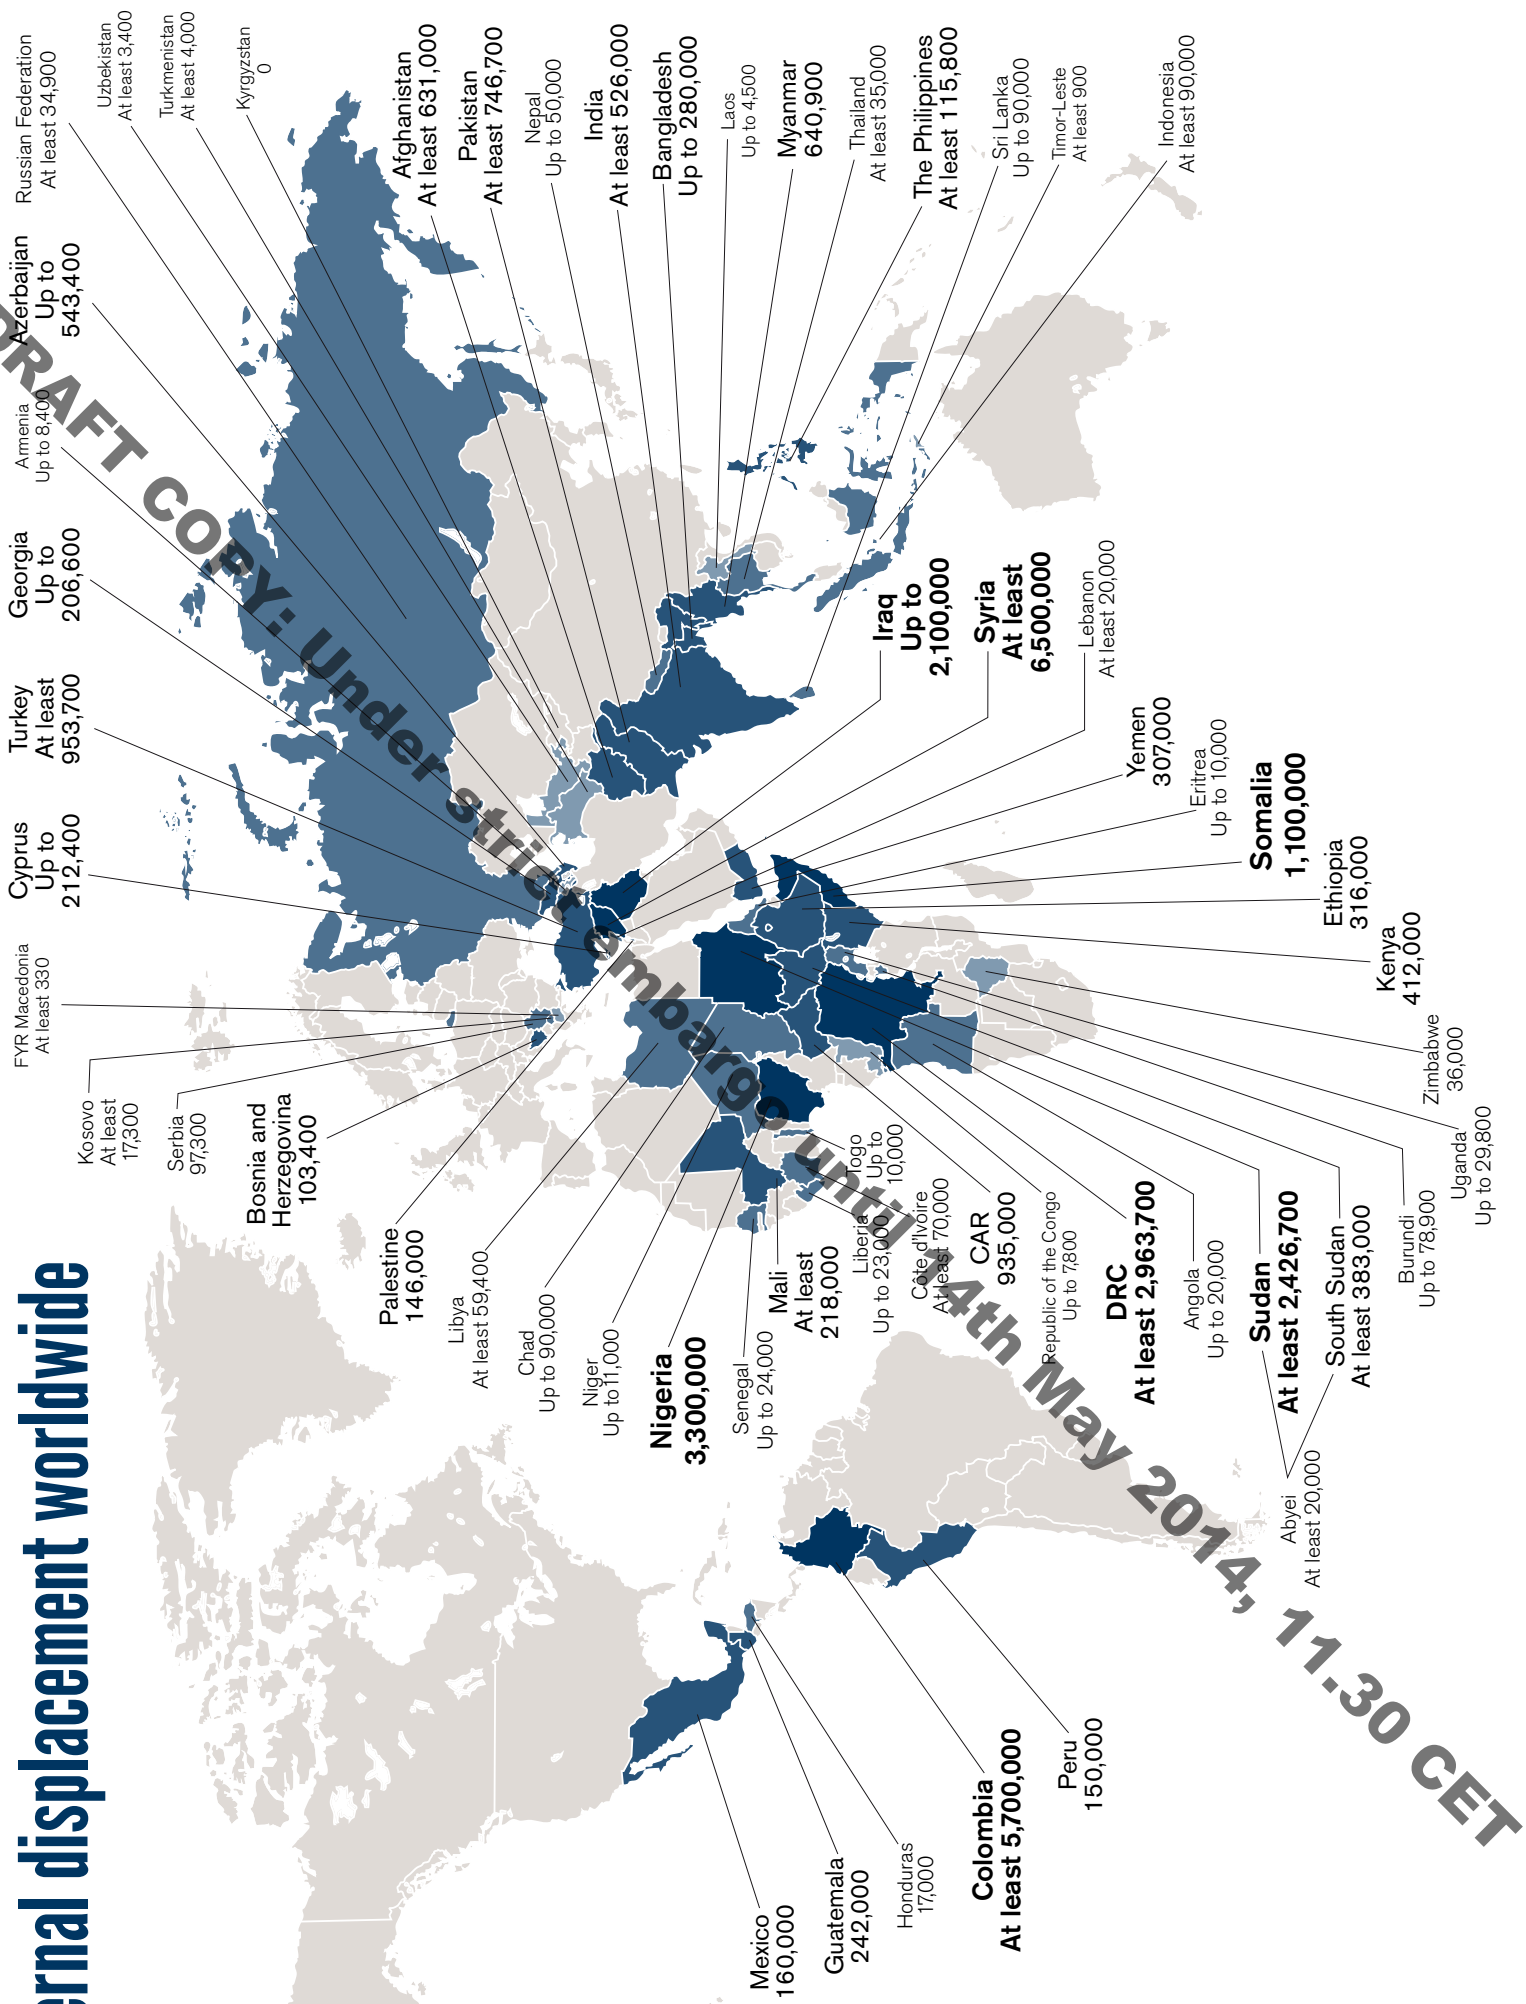 ernal displacement worldwide
DRAFT COPY: Under strict embargo until 14th May 2014, 11.30 CET
Mexico
160,000
Guatemala
242,000
Honduras
17,000
Colombia
At least 5,700,000
Peru
150,000
Kosovo
At least
17,300
FYR Macedonia
At least 330
Serbia
97,300
Bosnia and
Herzegovina
103,400
Palestine
146,000
Libya
At least 59,400
Chad
Up to 90,000
Niger
Up to 11,000
Nigeria
3,300,000
Senegal
Up to 24,000
Mali
At least
218,000
Liberia
Up to 23,000
Togo
Up to
10,000
Côte d'Ivoire
At least 70,000
CAR
935,000
Republic of the Congo
Up to 7,800
DRC
At least 2,963,700
Angola
Up to 20,000
Sudan
At least 2,426,700
South Sudan
At least 383,000
Abyei
At least 20,000
Burundi
Up to 78,900
Uganda
Up to 29,800
Zimbabwe
36,000
Kenya
412,000
Ethiopia
316,000
Somalia
1,100,000
Eritrea
Up to 10,000
Yemen
307,000
Lebanon
At least 20,000
Syria
At least
6,500,000
Iraq
Up to
2,100,000
Cyprus
Up to
212,400
Turkey
At least
953,700
Georgia
Up to
206,600
Armenia
Up to 8,400
Azerbaijan
Up to
543,400
Russian Federation
At least 34,900
Uzbekistan
At least 3,400
Turkmenistan
At least 4,000
Kyrgyzstan
0
Afghanistan
At least 631,000
Pakistan
At least 746,700
Nepal
Up to 50,000
India
At least 526,000
Bangladesh
Up to 280,000
Laos
Up to 4,500
Myanmar
640,900
Thailand
At least 35,000
The Philippines
At least 115,800
Sri Lanka
Up to 90,000
Timor-Leste
At least 900
Indonesia
At least 90,000